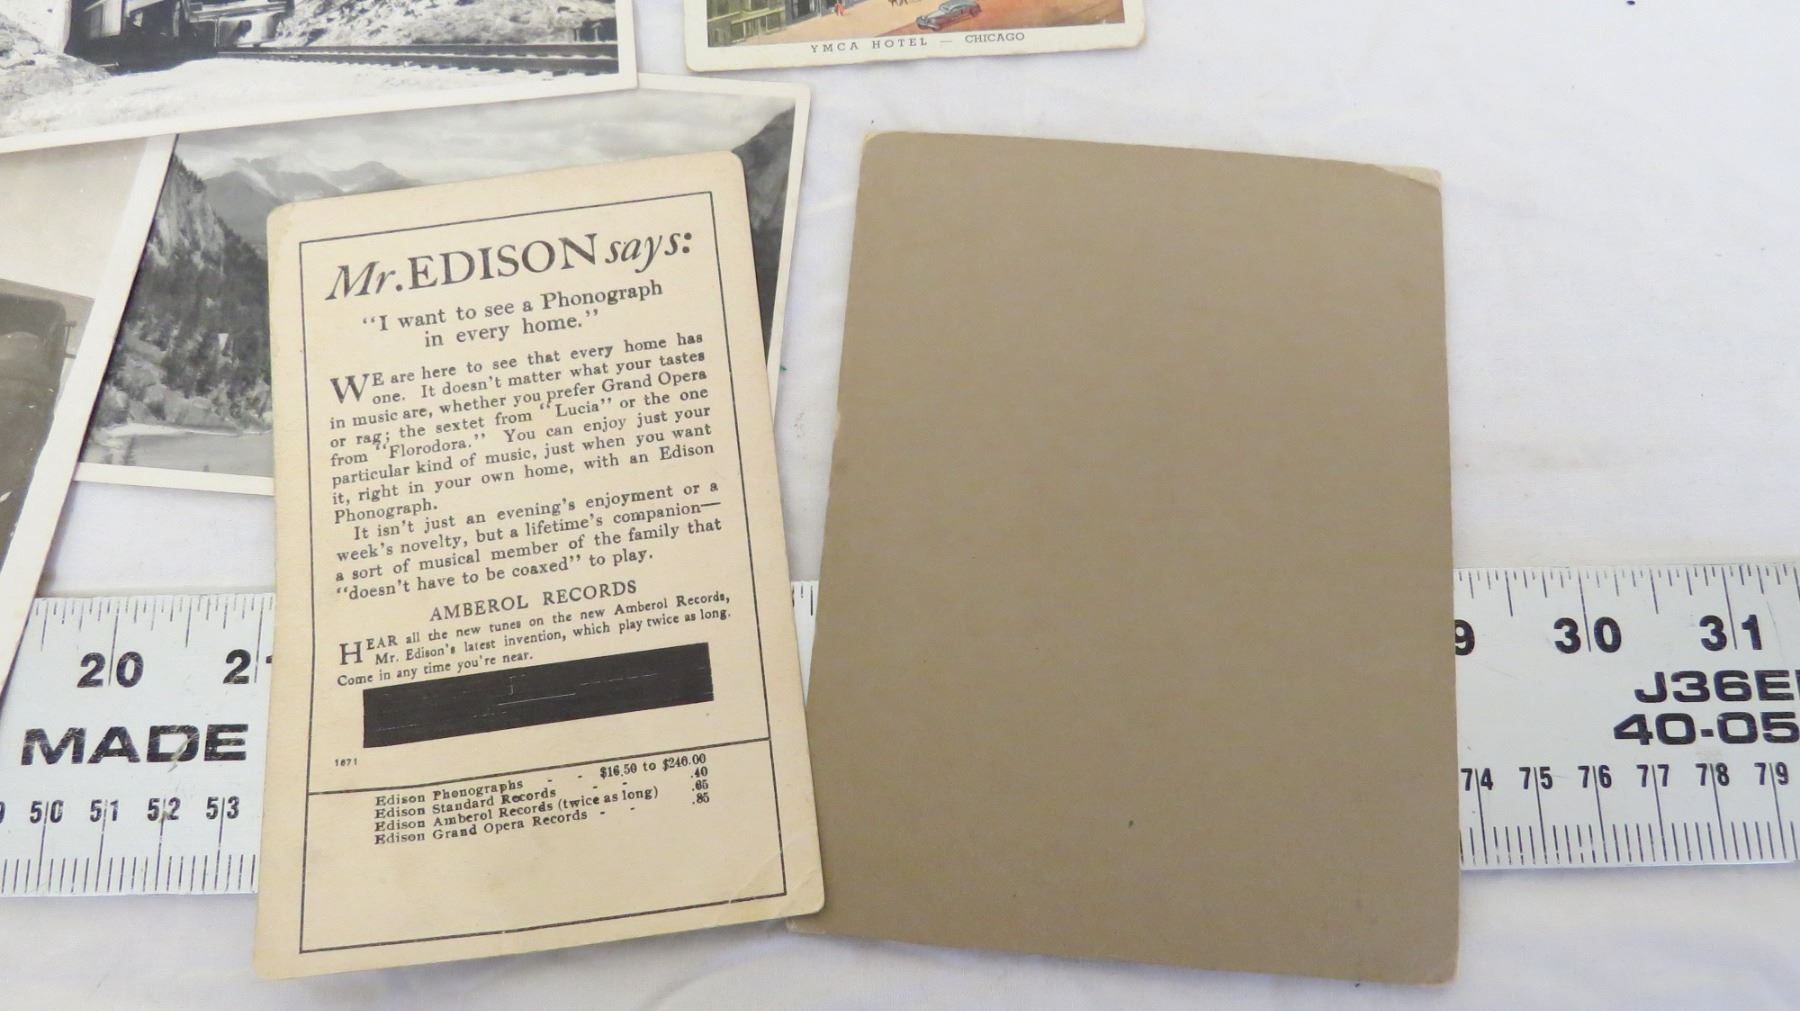 YMCA HOTEL — CHICAGO
Mr. EDISON says:
“I want to see a Phonograph
in every home.”
WE are here to see that every home has
one. It doesn't matter what your tastes
in music are, whether you prefer Grand Opera
or rag; the sextet from “Lucia” or the one
from “Florodora.” You can enjoy just your
particular kind of music, just when you want
it, right in your own home, with an Edison
Phonograph.
It isn't just an evening's enjoyment or a
week's novelty, but a lifetime's companion—
a sort of musical member of the family that
“doesn't have to be coaxed” to play.
AMBEROL RECORDS
HEAR all the new tunes on the new Amberol Records,
Mr. Edison's latest invention, which play twice as long.
Come in any time you're near.
1671
Edison Phonographs - - $16.50 to $240.00
Edison Standard Records - - .40
Edison Amberol Records (twice as long) .65
Edison Grand Opera Records - - .85
20 21
MADE
50 51 52 53
9 30 31
J36E
40-05
74 75 76 77 78 79